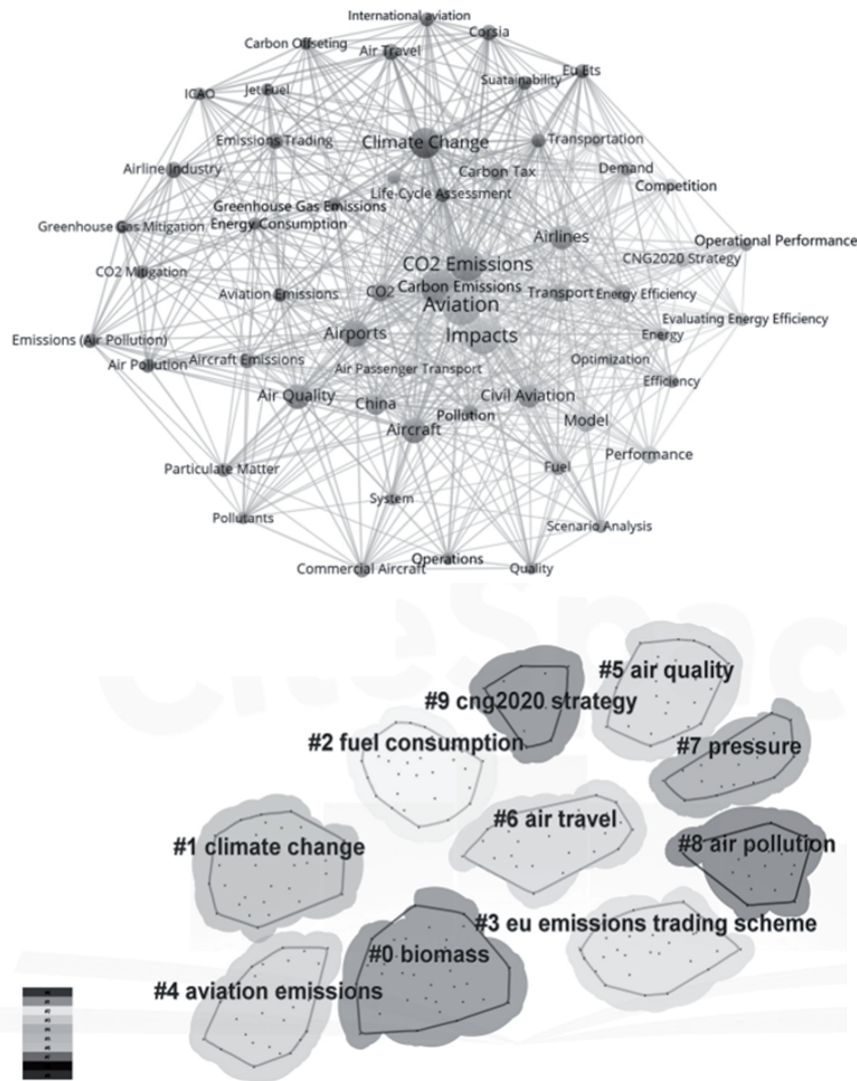 International aviation
Carbon Offseting
Air Travel
Corsia
Eu Ets
Suatainability
ICAO
Jet Fuel
Emissions Trading
Climate Change
Transportation
Airline Industry
Carbon Tax
Demand
Life-Cycle Assessment
Competition
Greenhouse Gas Emissions
Greenhouse Gas Mitigation
Energy Consumption
Airlines
Operational Performance
CNG2020 Strategy
CO2 Mitigation
CO2 Emissions
Carbon Emissions
Aviation Emissions
CO2
Transport
Energy Efficiency
Aviation
Evaluating Energy Efficiency
Emissions (Air Pollution)
Airports
Impacts
Energy
Air Pollution
Aircraft Emissions
Air Passenger Transport
Optimization
Efficiency
Air Quality
China
Civil Aviation
Pollution
Aircraft
Model
Performance
Particulate Matter
Fuel
System
Pollutants
Scenario Analysis
Commercial Aircraft
Operations
Quality
CiteSpac
#5 air quality
#9 cng2020 strategy
#2 fuel consumption
#7 pressure
#6 air travel
#1 climate change
#8 air pollution
#3 eu emissions trading scheme
#0 biomass
#4 aviation emissions